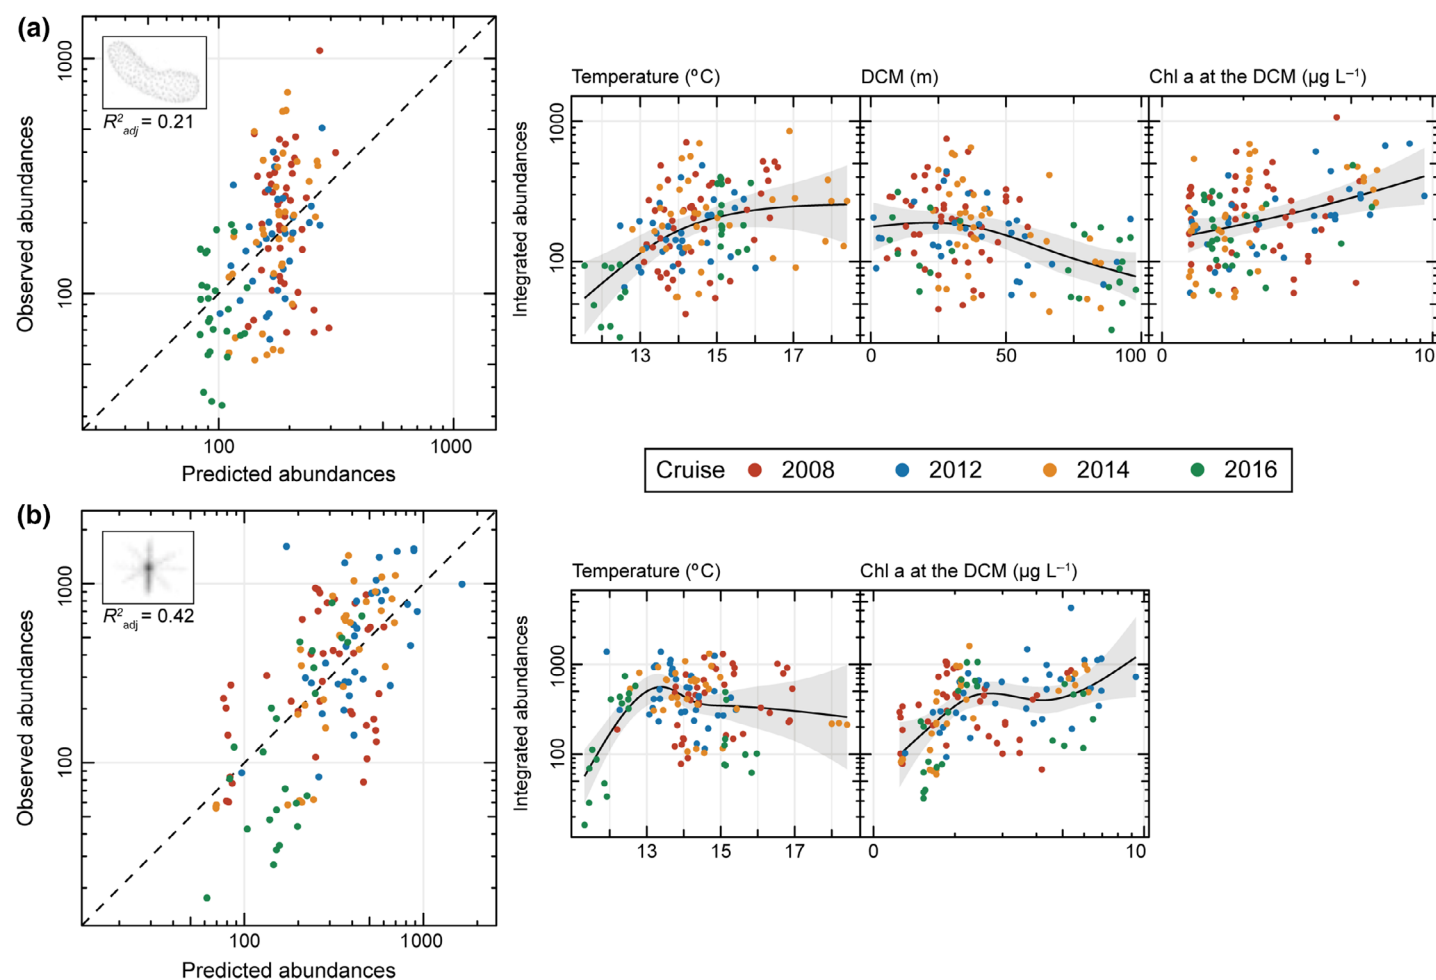 (a)
1000
100
Observed abundances
R²adj = 0.21
100
1000
Predicted abundances
Temperature (°C)
DCM (m)
Chl a at the DCM (µg L⁻¹)
Integrated abundances
1000
100
13
15
17
0
50
100
0
10
Cruise
2008
2012
2014
2016
(b)
1000
100
Observed abundances
R²adj = 0.42
100
1000
Predicted abundances
Temperature (°C)
Chl a at the DCM (µg L⁻¹)
Integrated abundances
1000
100
13
15
17
0
10